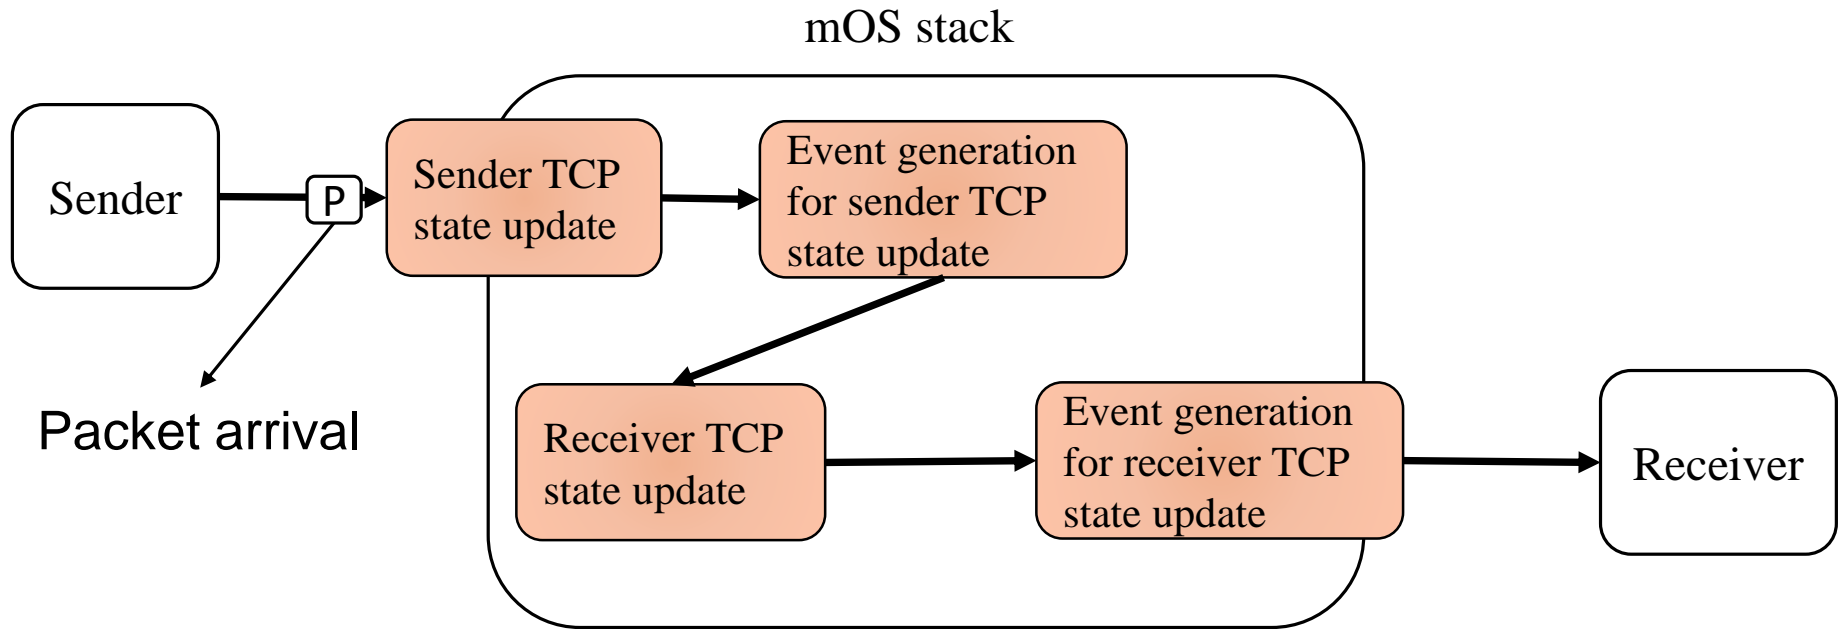 mOS stack
Sender
P
Sender TCP
state update
Event generation
for sender TCP
state update
Packet arrival
Receiver TCP
state update
Event generation
for receiver TCP
state update
Receiver